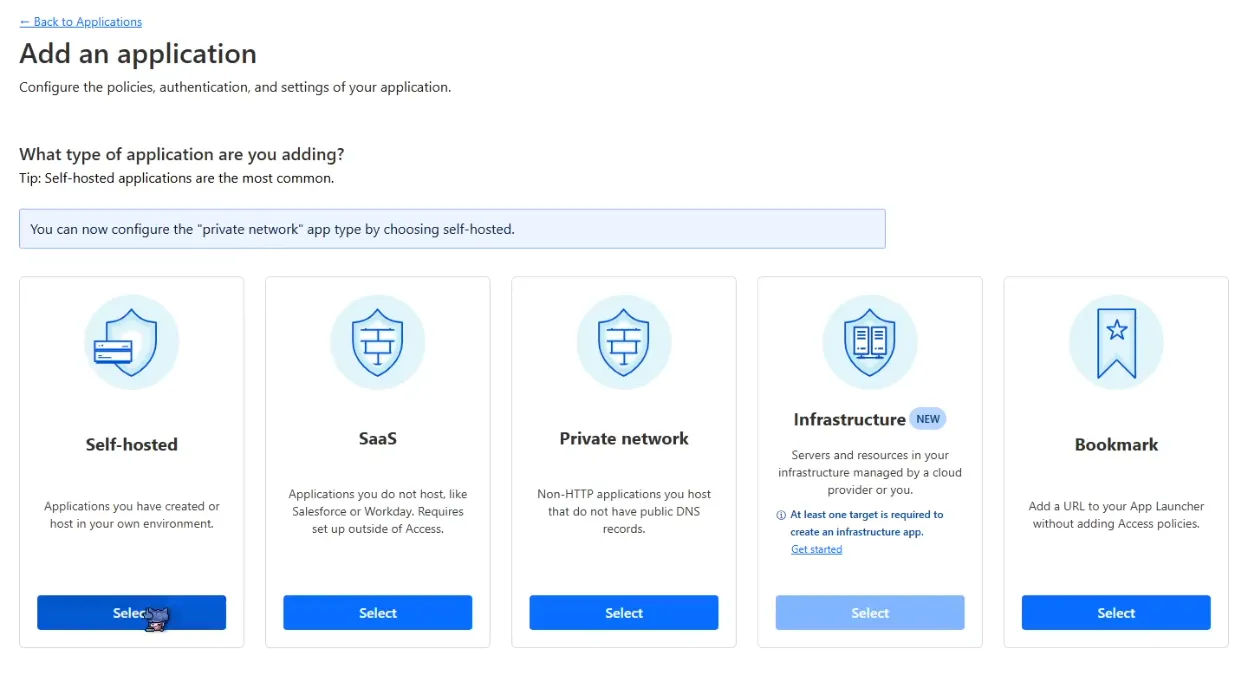 ← Back to Applications
Add an application
Configure the policies, authentication, and settings of your application.
What type of application are you adding?
Tip: Self-hosted applications are the most common.
You can now configure the "private network" app type by choosing self-hosted.
Self-hosted
Applications you have created or
host in your own environment.
Select
SaaS
Applications you do not host, like
Salesforce or Workday. Requires
set up outside of Access.
Select
Private network
Non-HTTP applications you host
that do not have public DNS
records.
Select
Infrastructure NEW
Servers and resources in your
infrastructure managed by a cloud
provider or you.
At least one target is required to
create an infrastructure app.
Get started
Select
Bookmark
Add a URL to your App Launcher
without adding Access policies.
Select